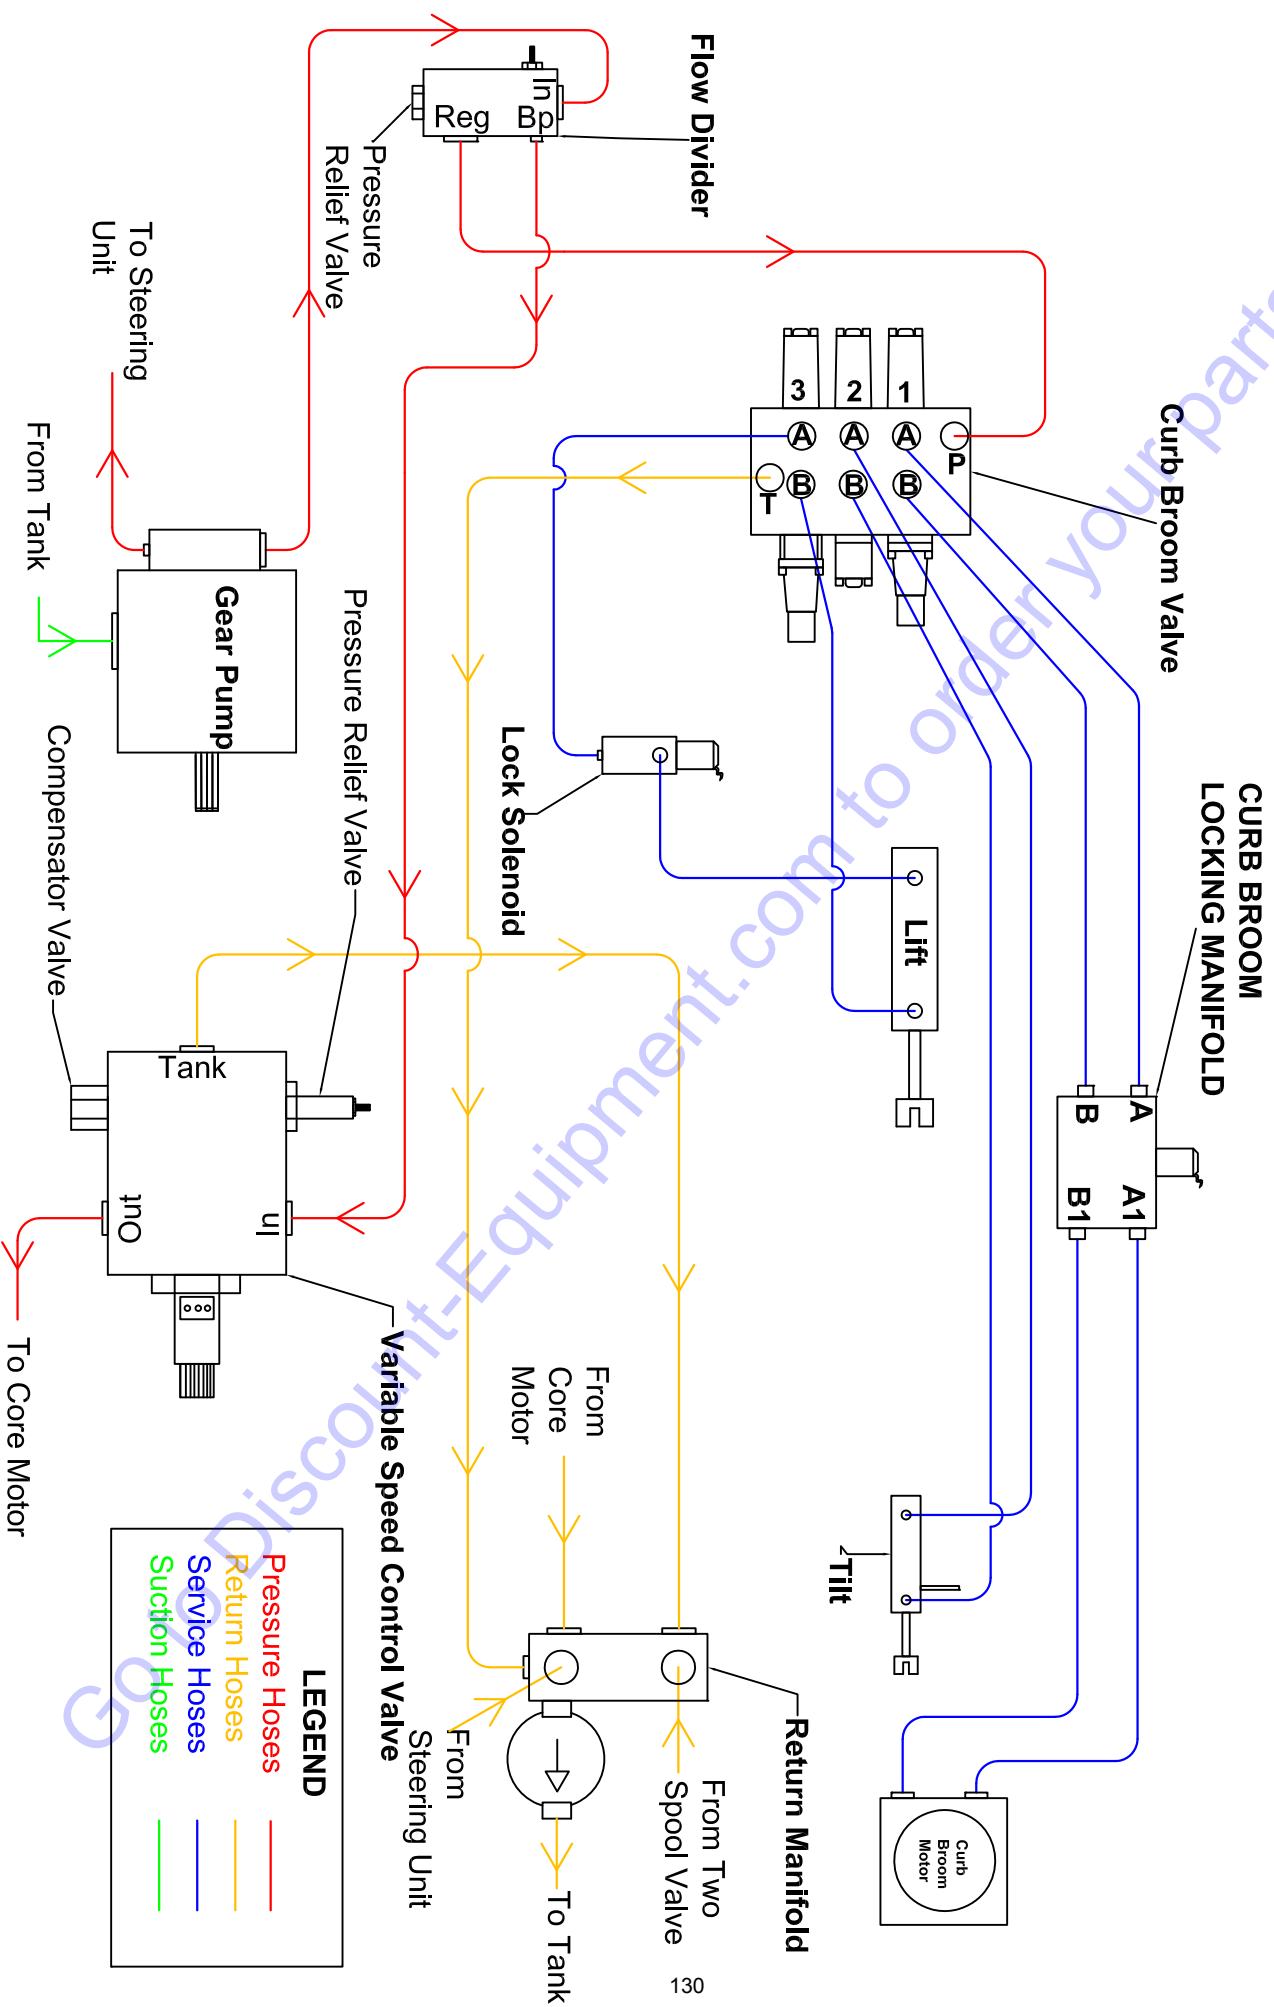 CURB BROOM
LOCKING MANIFOLD
A
B
A1
B1
Curb Broom Valve
P
1
2
3
A
A
A
B
B
B
T
Flow Divider
In
Bp
Reg
Pressure
Relief Valve
To Steering
Unit
From Tank
Gear Pump
Lock Solenoid
Lift
Tilt
Curb
Broom
Motor
Pressure Relief Valve
Compensator Valve
Tank
In
Out
Variable Speed Control Valve
To Core Motor
From
Core
Motor
Return Manifold
From Two
Spool Valve
From
Steering Unit
To Tank
LEGEND
Pressure Hoses
Return Hoses
Service Hoses
Suction Hoses
130
Go to Discount-Equipment.com to order your parts